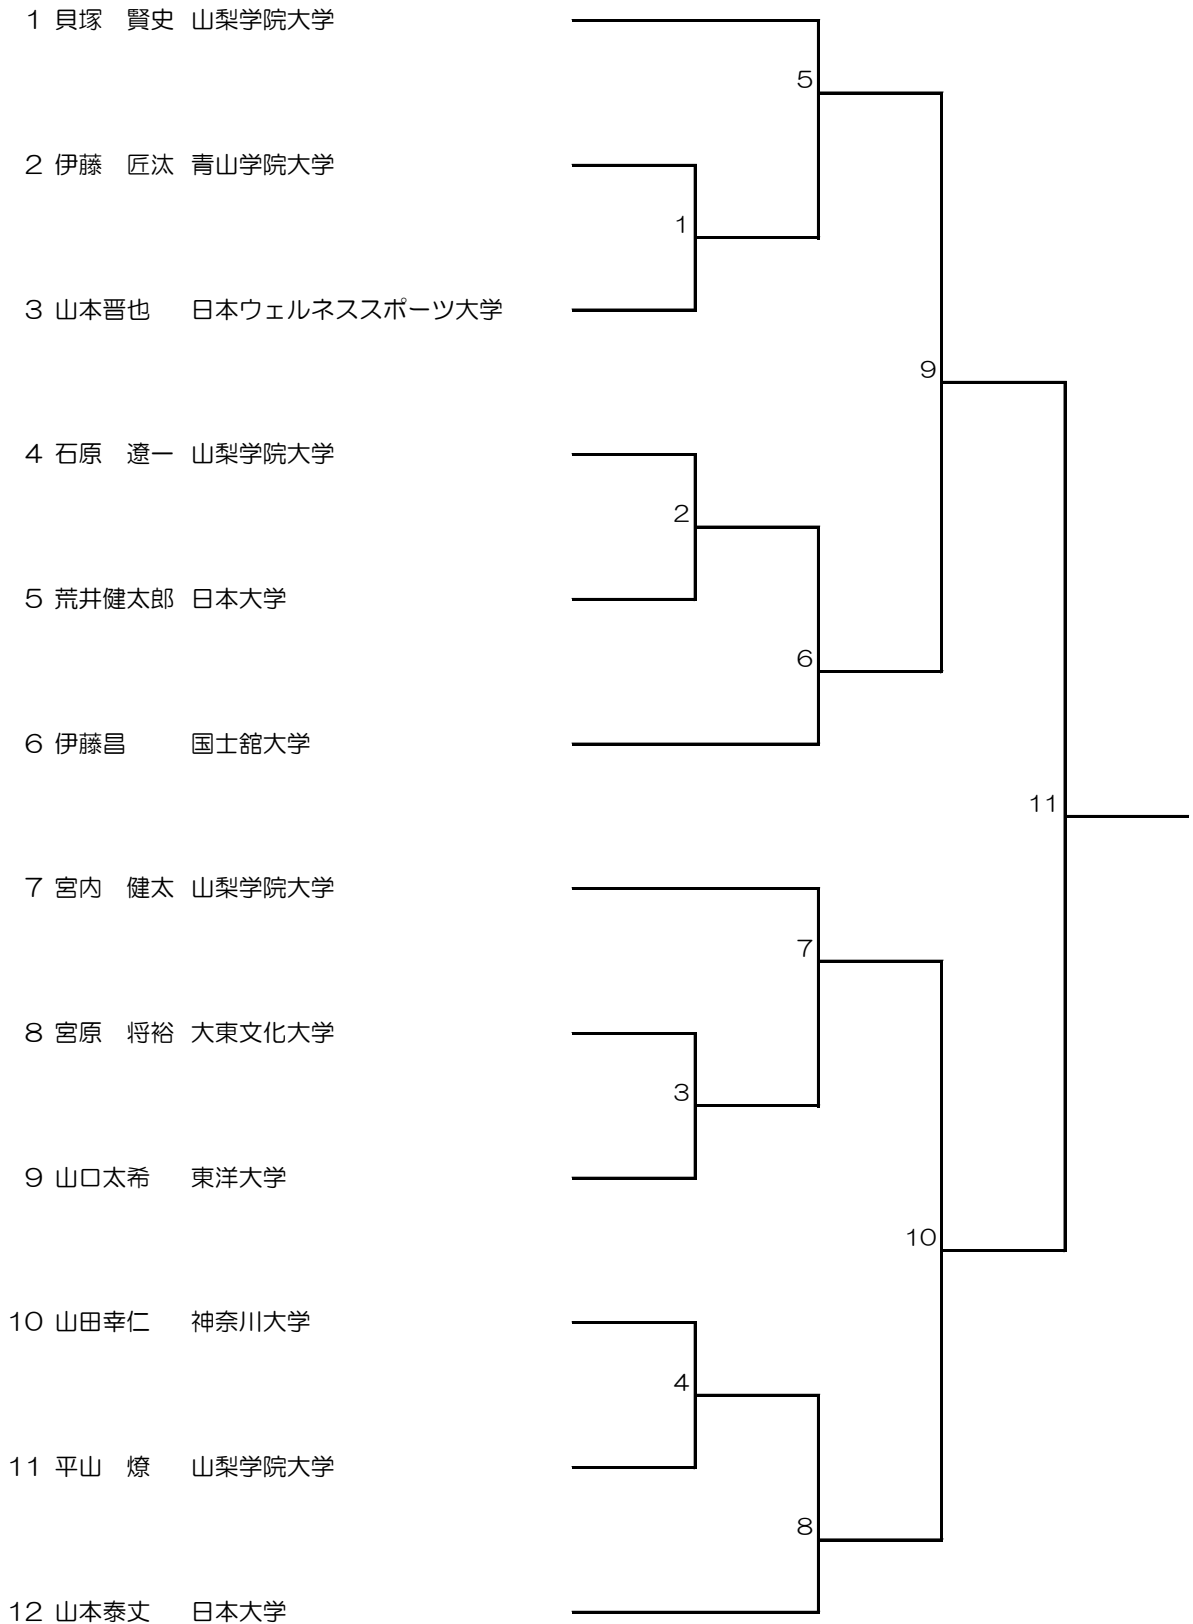 1 貝塚　賢史 山梨学院大学
5
2 伊藤　匠汰 青山学院大学
1
3 山本晋也 日本ウェルネススポーツ大学
9
4 石原　遼一 山梨学院大学
2
5 荒井健太郎 日本大学
6
6 伊藤昌 国士舘大学
11
7 宮内　健太 山梨学院大学
7
8 宮原　将裕 大東文化大学
3
9 山口太希 東洋大学
10
10 山田幸仁 神奈川大学
4
11 平山　燎 山梨学院大学
8
12 山本泰丈 日本大学